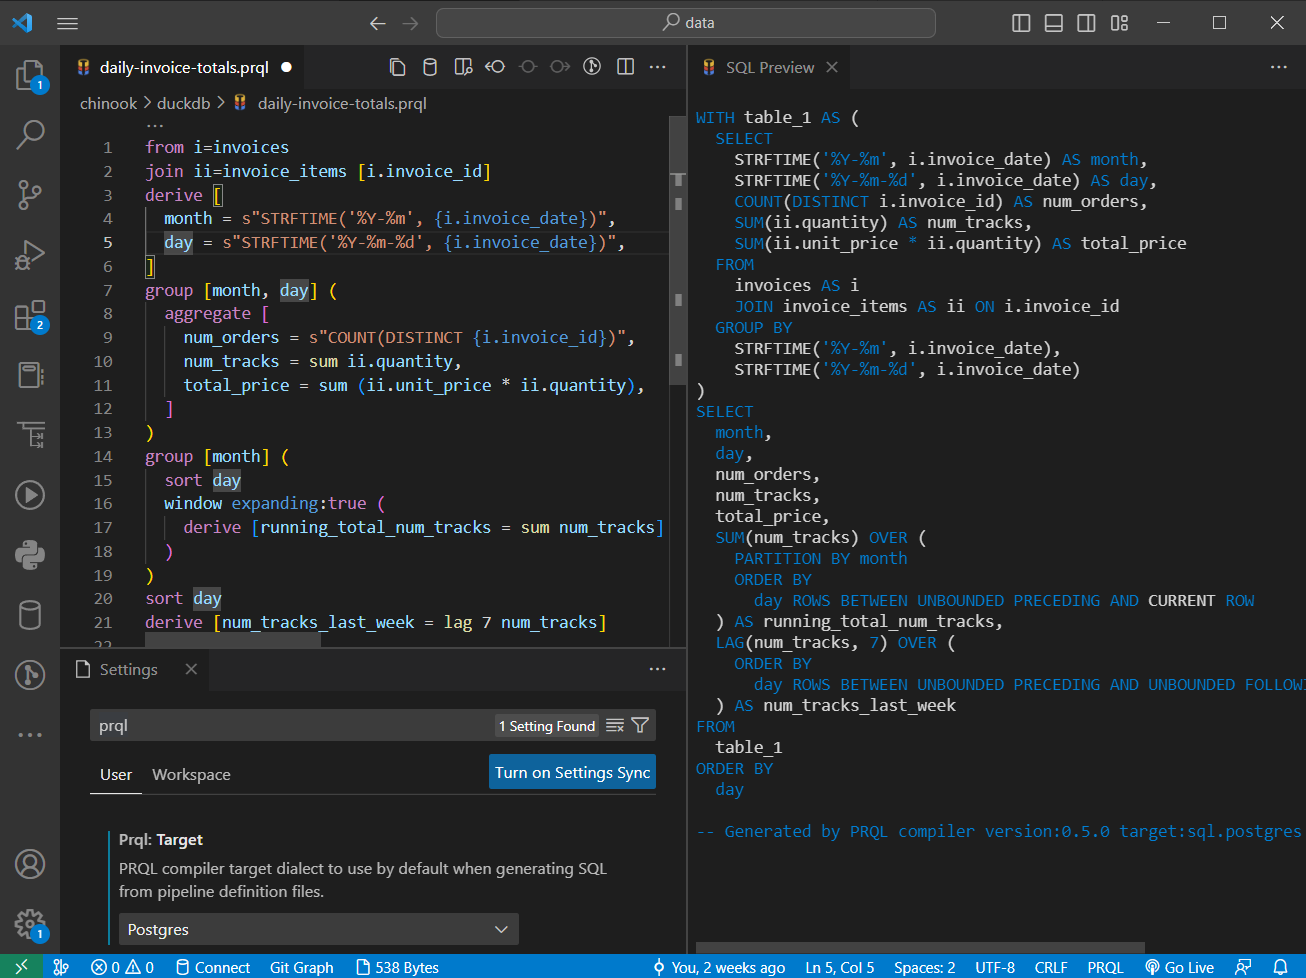 data
daily-invoice-totals.prql
chinook > duckdb > daily-invoice-totals.prql
...
1 from i=invoices
2 join ii=invoice_items [i.invoice_id]
3 derive [
4 month = s"STRFTIME('%Y-%m', {i.invoice_date})",
5 day = s"STRFTIME('%Y-%m-%d', {i.invoice_date})",
6 ]
7 group [month, day] (
8 aggregate [
9 num_orders = s"COUNT(DISTINCT {i.invoice_id})",
10 num_tracks = sum ii.quantity,
11 total_price = sum (ii.unit_price * ii.quantity),
12 ]
13 )
14 group [month] (
15 sort day
16 window expanding:true (
17 derive [running_total_num_tracks = sum num_tracks]
18 )
19 )
20 sort day
21 derive [num_tracks_last_week = lag 7 num_tracks]
22
Settings
prql
1 Setting Found
User Workspace
Turn on Settings Sync
Prql: Target
PRQL compiler target dialect to use by default when generating SQL
from pipeline definition files.
Postgres
SQL Preview
WITH table_1 AS (
SELECT
STRFTIME('%Y-%m', i.invoice_date) AS month,
STRFTIME('%Y-%m-%d', i.invoice_date) AS day,
COUNT(DISTINCT i.invoice_id) AS num_orders,
SUM(ii.quantity) AS num_tracks,
SUM(ii.unit_price * ii.quantity) AS total_price
FROM
invoices AS i
JOIN invoice_items AS ii ON i.invoice_id
GROUP BY
STRFTIME('%Y-%m', i.invoice_date),
STRFTIME('%Y-%m-%d', i.invoice_date)
)
SELECT
month,
day,
num_orders,
num_tracks,
total_price,
SUM(num_tracks) OVER (
PARTITION BY month
ORDER BY
day ROWS BETWEEN UNBOUNDED PRECEDING AND CURRENT ROW
) AS running_total_num_tracks,
LAG(num_tracks, 7) OVER (
ORDER BY
day ROWS BETWEEN UNBOUNDED PRECEDING AND UNBOUNDED FOLLOWI
) AS num_tracks_last_week
FROM
table_1
ORDER BY
day
-- Generated by PRQL compiler version:0.5.0 target:sql.postgres
1
2
1
0 0 Connect Git Graph 538 Bytes You, 2 weeks ago Ln 5, Col 5 Spaces: 2 UTF-8 CRLF PRQL Go Live